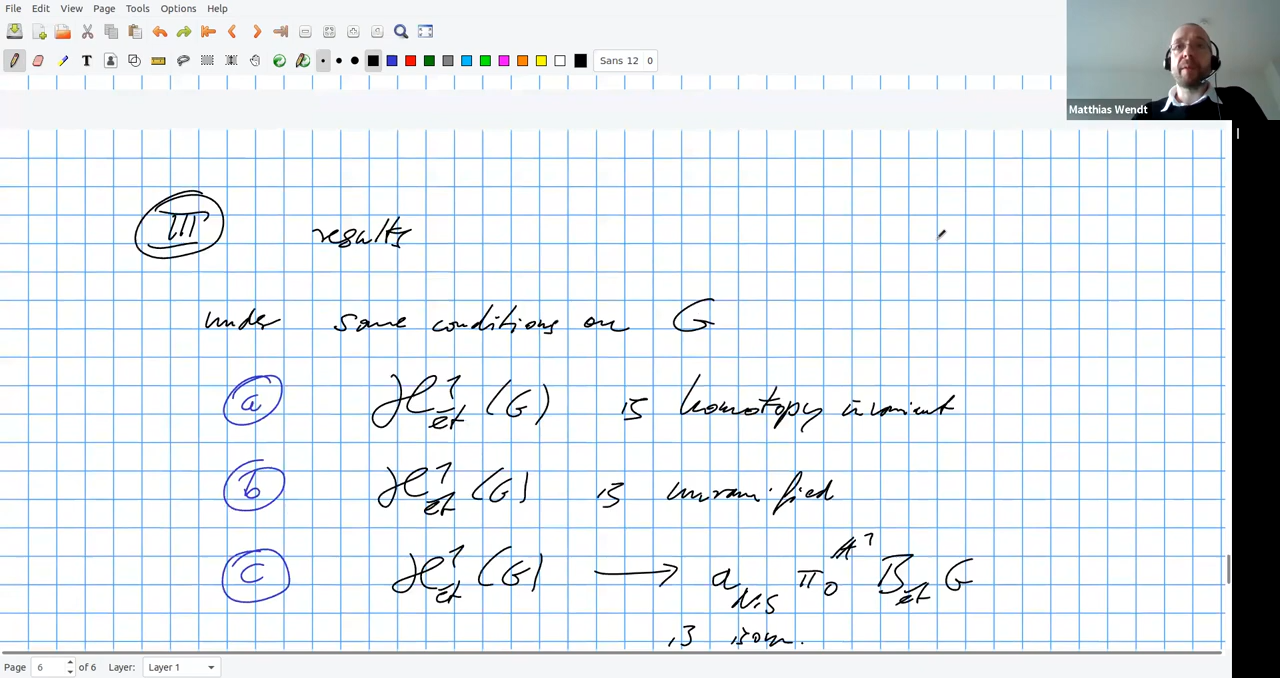 File Edit View Page Tools Options Help
Sans 12 0
Matthias Wendt
III results
under some conditions on G
a ℋ¹ét (G) is homotopy invariant
b ℋ¹ét (G) is unramified
c ℋ¹ét (G) ⟶ a_Nis π₀^𝔸¹ B_ét G
is isom.
Page 6 of 6 Layer: Layer 1